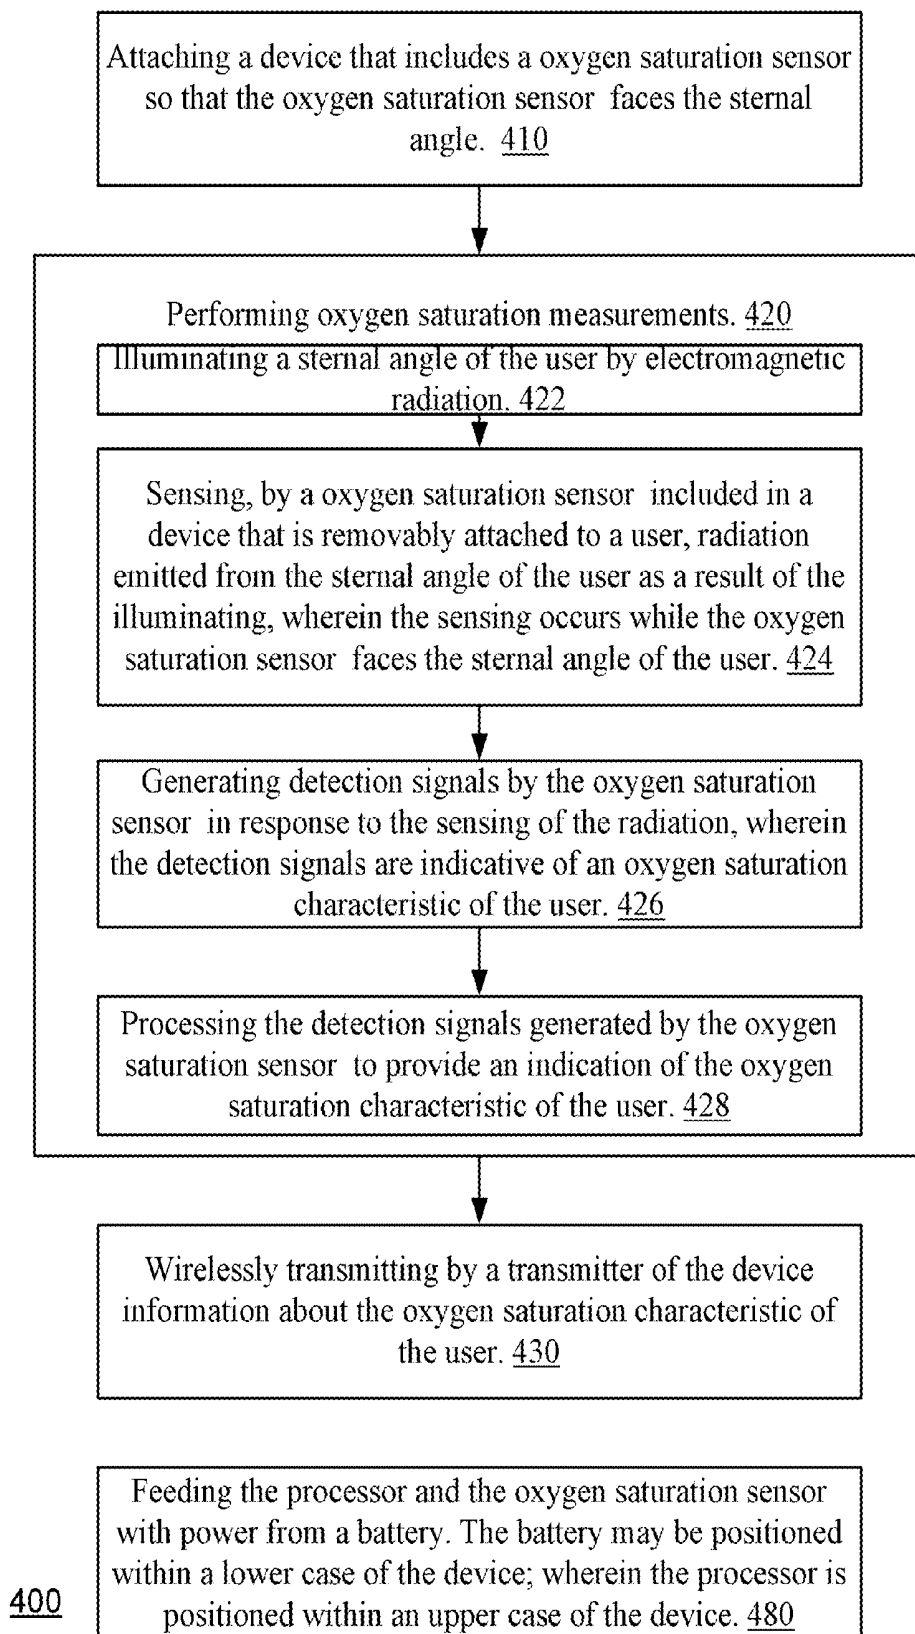 Attaching a device that includes a oxygen saturation sensor
so that the oxygen saturation sensor faces the sternal
angle. 410
Performing oxygen saturation measurements. 420
Illuminating a sternal angle of the user by electromagnetic
radiation. 422
Sensing, by a oxygen saturation sensor included in a
device that is removably attached to a user, radiation
emitted from the sternal angle of the user as a result of the
illuminating, wherein the sensing occurs while the oxygen
saturation sensor faces the sternal angle of the user. 424
Generating detection signals by the oxygen saturation
sensor in response to the sensing of the radiation, wherein
the detection signals are indicative of an oxygen saturation
characteristic of the user. 426
Processing the detection signals generated by the oxygen
saturation sensor to provide an indication of the oxygen
saturation characteristic of the user. 428
Wirelessly transmitting by a transmitter of the device
information about the oxygen saturation characteristic of
the user. 430
Feeding the processor and the oxygen saturation sensor
with power from a battery. The battery may be positioned
within a lower case of the device; wherein the processor is
positioned within an upper case of the device. 480
400